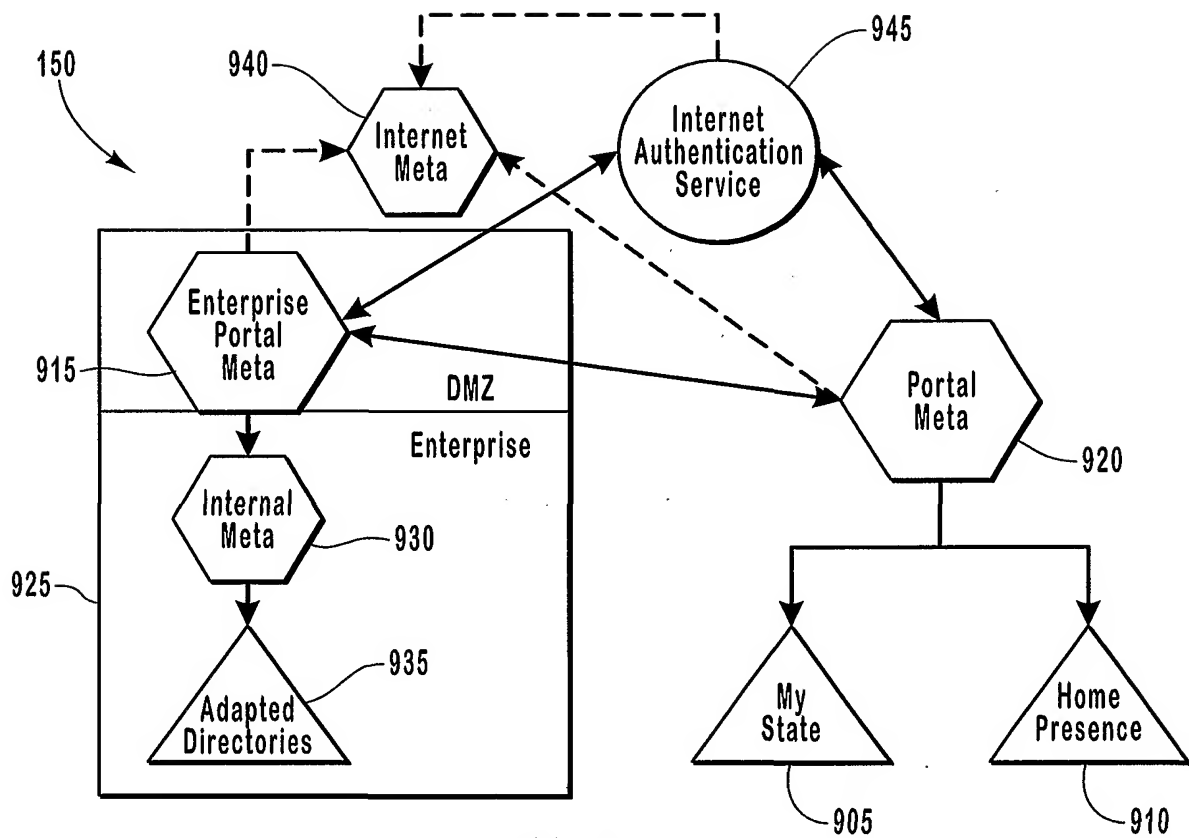 945
150
940
Internet
Meta
Internet
Authentication
Service
Enterprise
Portal
Meta
915
DMZ
Portal
Meta
920
Enterprise
Internal
Meta
930
925
935
Adapted
Directories
My
State
Home
Presence
905
910